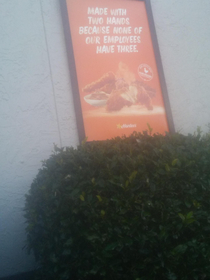 MADE WITH
TWO HANDS
BECAUSE NONE OF
OUR EMPLOYEES
HAVE THREE.